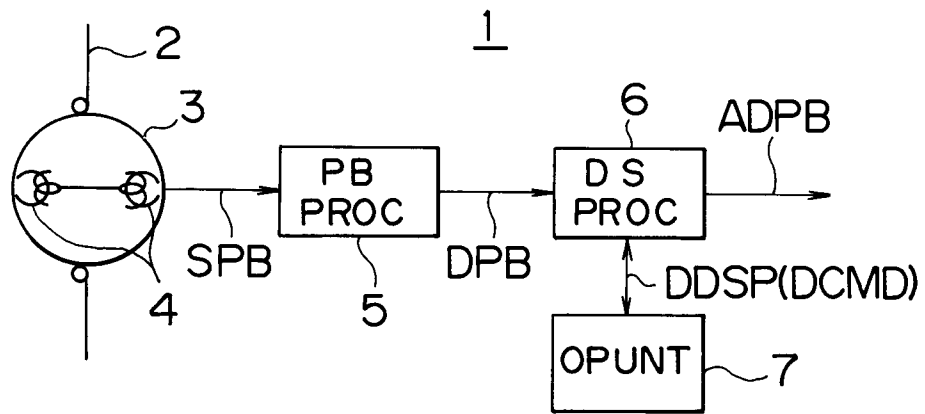 1
2
3
6
ADPB
PB
PROC
DS
PROC
SPB
DPB
4
5
DDSP(DCMD)
OPUNT
7